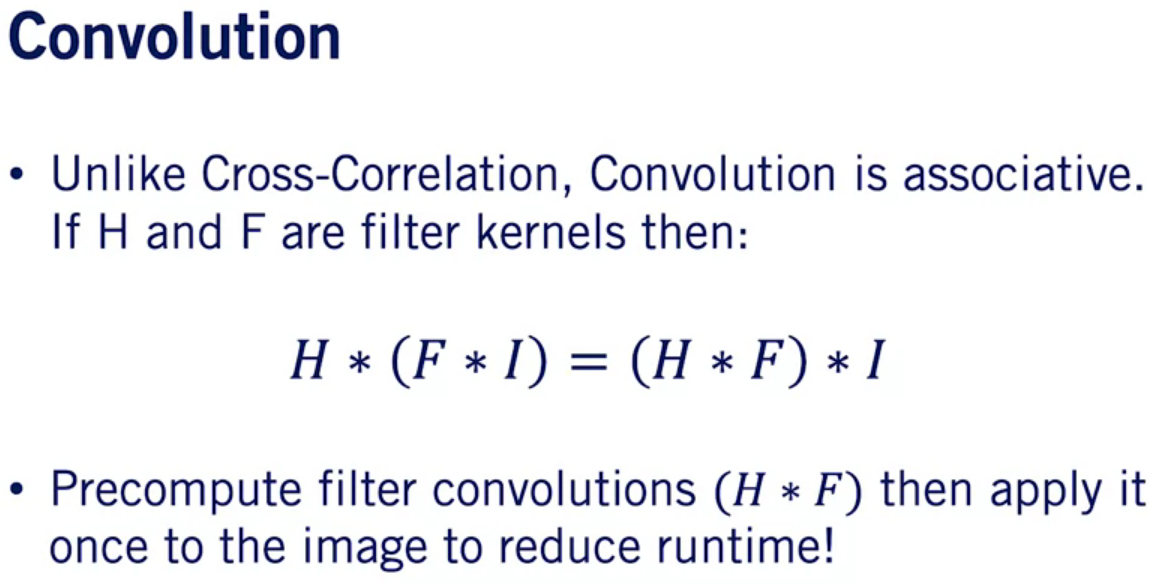 Convolution
• Unlike Cross-Correlation, Convolution is associative.
If H and F are filter kernels then:
H ∗ (F ∗ I) = (H ∗ F) ∗ I
• Precompute filter convolutions (H ∗ F) then apply it
once to the image to reduce runtime!